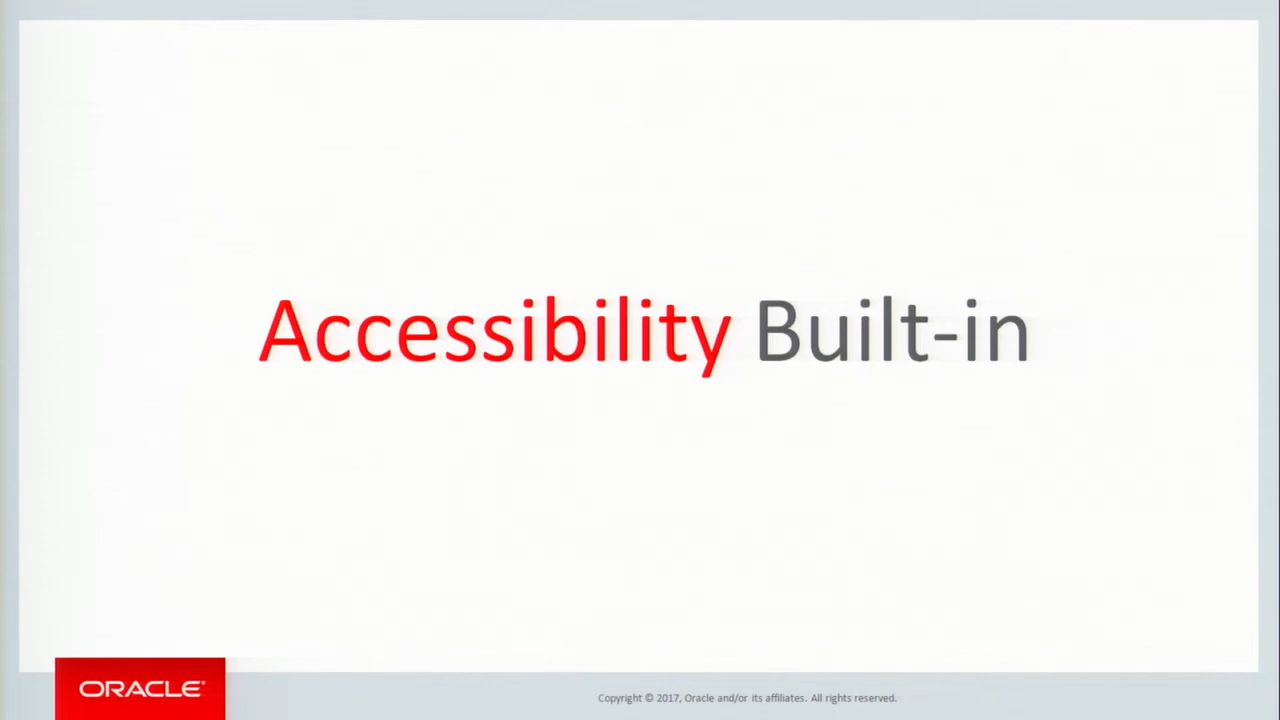 Accessibility Built-in
ORACLE®
Copyright © 2017, Oracle and/or its affiliates. All rights reserved.